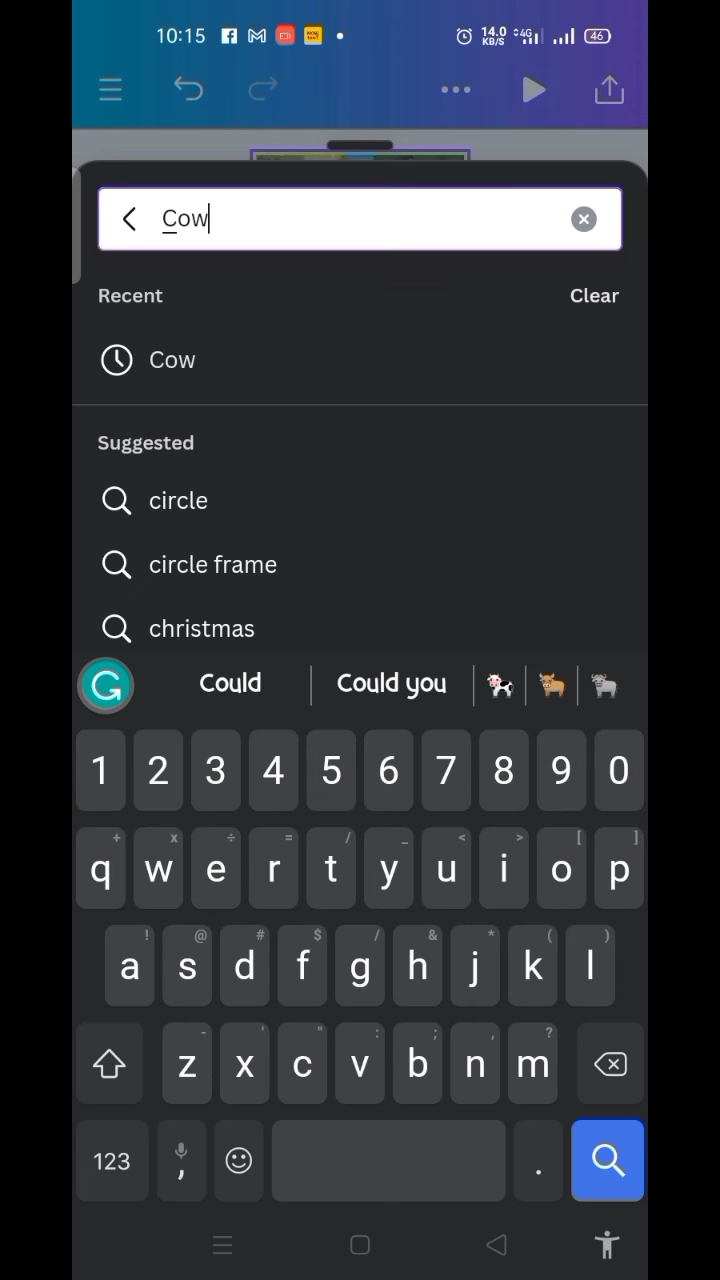 10:15 14.0 KB/S 4G 46
Cow
Recent Clear
Cow
Suggested
circle
circle frame
christmas
G Could Could you
1 2 3 4 5 6 7 8 9 0
+ x ÷ = / _ < > [ ]
q w e r t y u i o p
! @ # $ / & * ( )
a s d f g h j k l
- ' " : ; , ?
z x c v b n m
123 , .